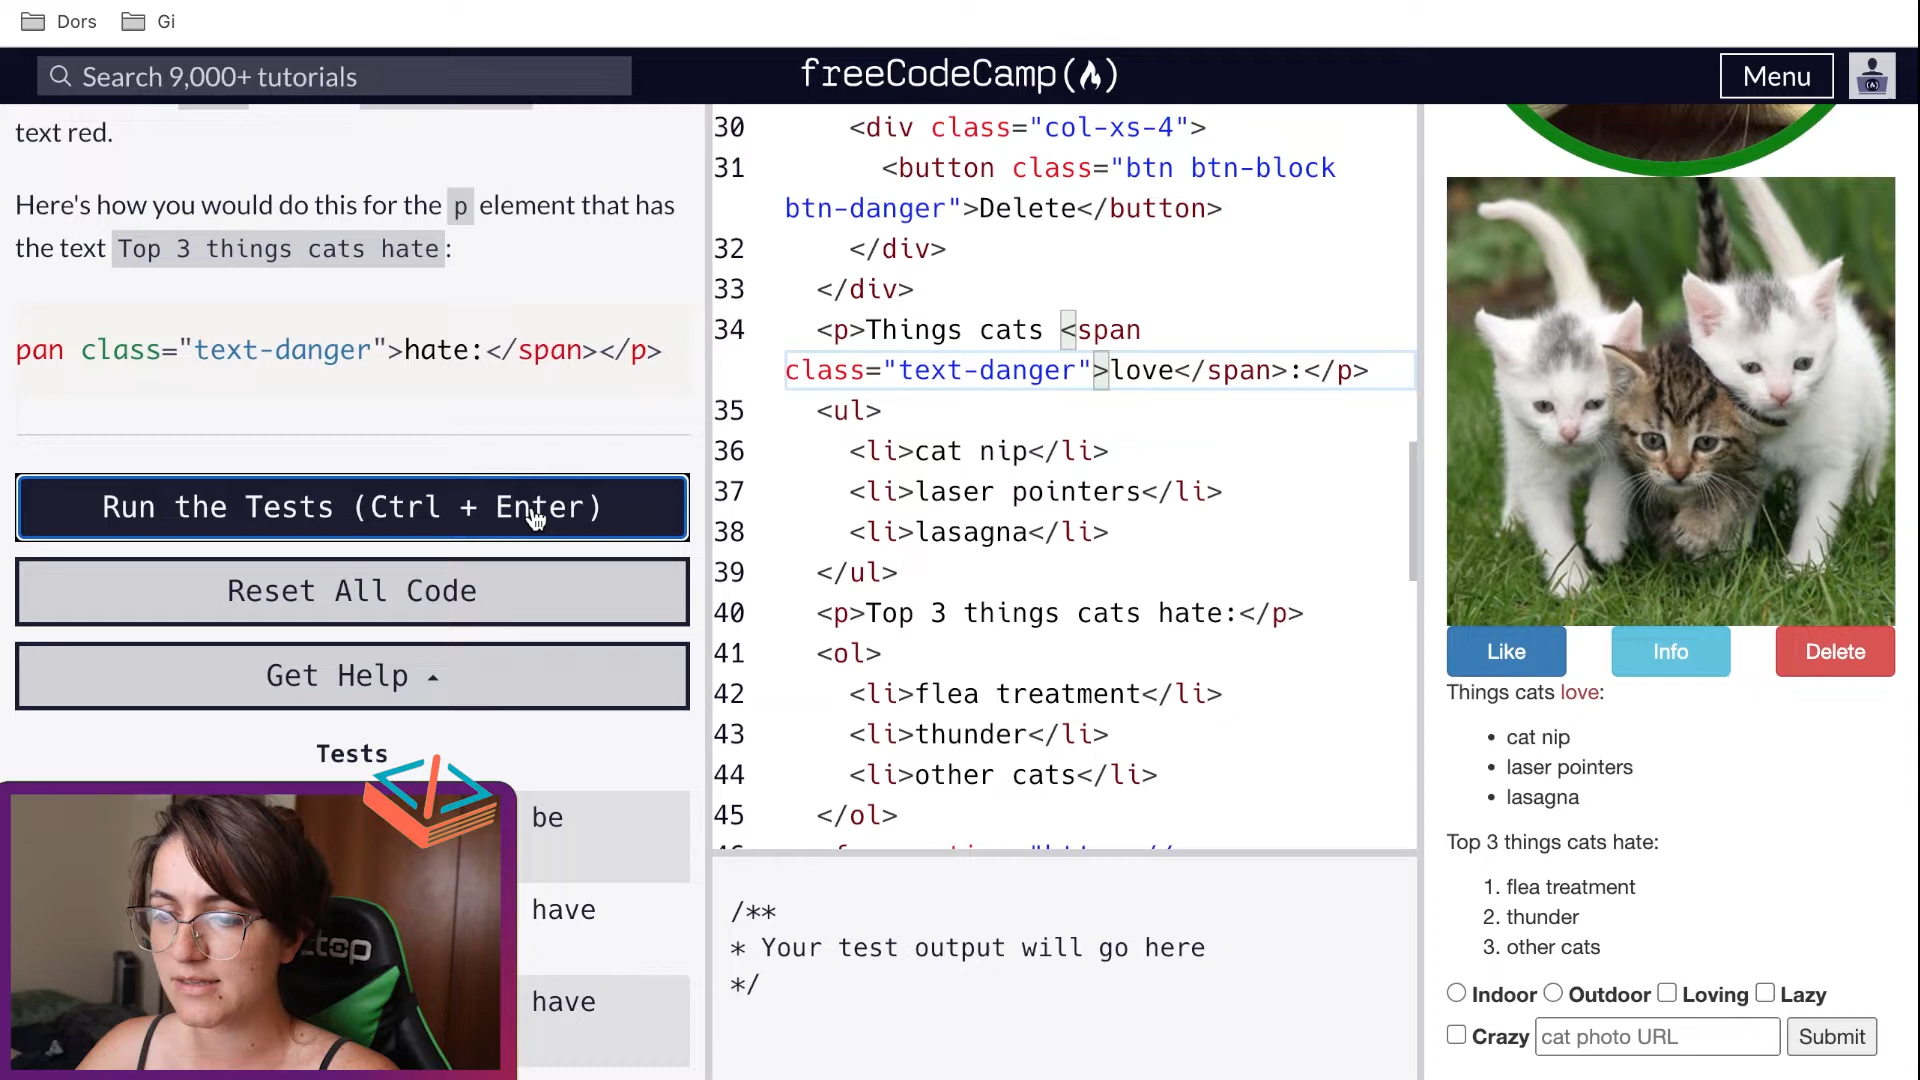 Dors Gi
Search 9,000+ tutorials
freeCodeCamp
Menu
text red.
Here's how you would do this for the p element that has
the text Top 3 things cats hate:
pan class="text-danger">hate:</span></p>
Run the Tests (Ctrl + Enter)
Reset All Code
Get Help
Tests
be
have
have
30 <div class="col-xs-4">
31 <button class="btn btn-block
btn-danger">Delete</button>
32 </div>
33 </div>
34 <p>Things cats <span
class="text-danger">love</span>:</p>
35 <ul>
36 <li>cat nip</li>
37 <li>laser pointers</li>
38 <li>lasagna</li>
39 </ul>
40 <p>Top 3 things cats hate:</p>
41 <ol>
42 <li>flea treatment</li>
43 <li>thunder</li>
44 <li>other cats</li>
45 </ol>
/**
* Your test output will go here
*/
Like Info Delete
Things cats love:
• cat nip
• laser pointers
• lasagna
Top 3 things cats hate:
1. flea treatment
2. thunder
3. other cats
Indoor Outdoor Loving Lazy
Crazy cat photo URL Submit